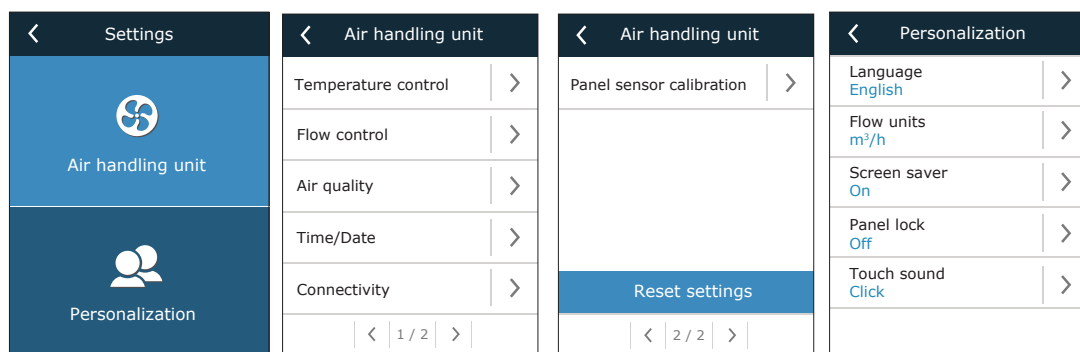 Settings
Air handling unit
Personalization
Air handling unit
Temperature control
Flow control
Air quality
Time/Date
Connectivity
1 / 2
Air handling unit
Panel sensor calibration
Reset settings
2 / 2
Personalization
Language
English
Flow units
m³/h
Screen saver
On
Panel lock
Off
Touch sound
Click